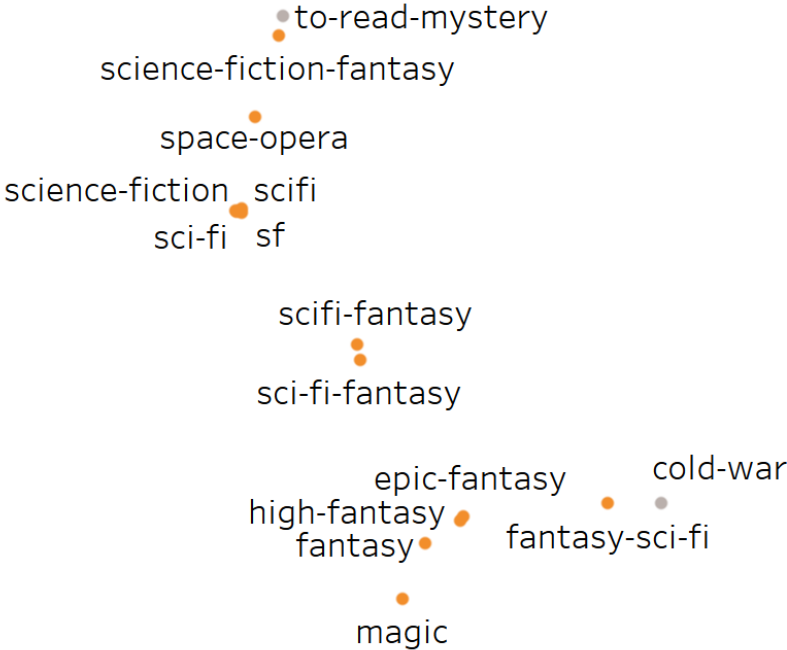 to-read-mystery
science-fiction-fantasy
space-opera
science-fiction scifi
sci-fi sf
scifi-fantasy
sci-fi-fantasy
cold-war
epic-fantasy
high-fantasy
fantasy-sci-fi
fantasy
magic